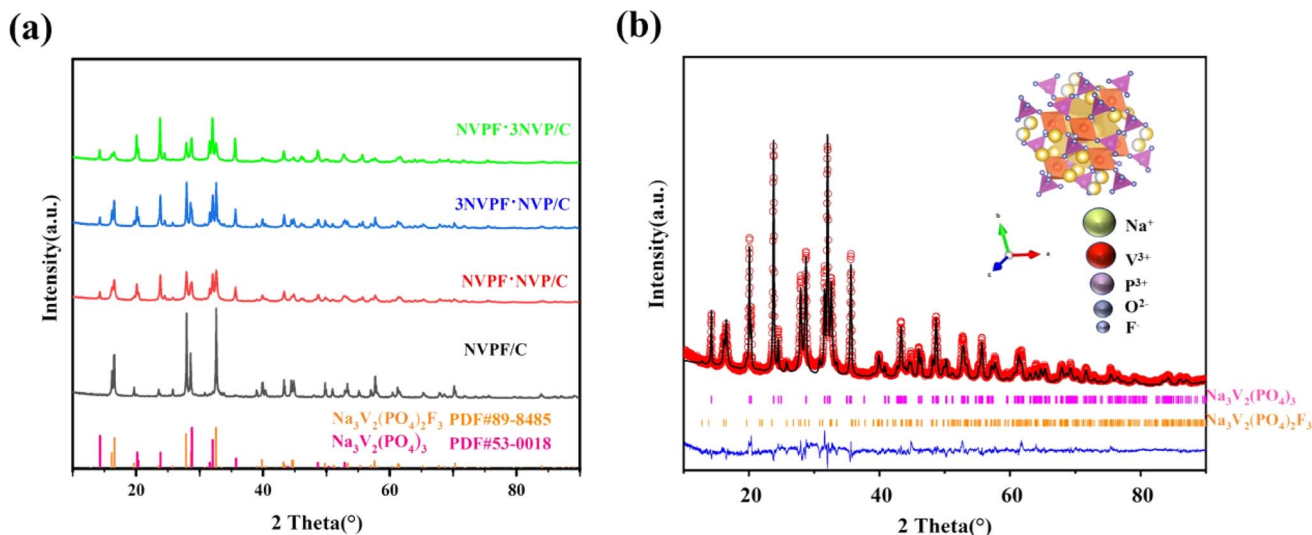 (a)
NVPF·3NVP/C
3NVPF·NVP/C
NVPF·NVP/C
NVPF/C
Na₃V₂(PO₄)₂F₃ PDF#89-8485
Na₃V₂(PO₄)₃ PDF#53-0018
Intensity(a.u.)
20 40 60 80
2 Theta(°)
(b)
b
a
c
Na⁺
V³⁺
P³⁺
O²⁻
F⁻
Na₃V₂(PO₄)₃
Na₃V₂(PO₄)₂F₃
Intensity(a.u.)
20 40 60 80
2 Theta(°)